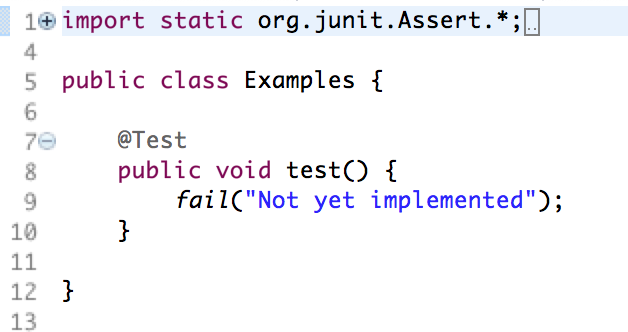 1 import static org.junit.Assert.*;
4
5 public class Examples {
6
7 @Test
8 public void test() {
9 fail("Not yet implemented");
10 }
11
12 }
13